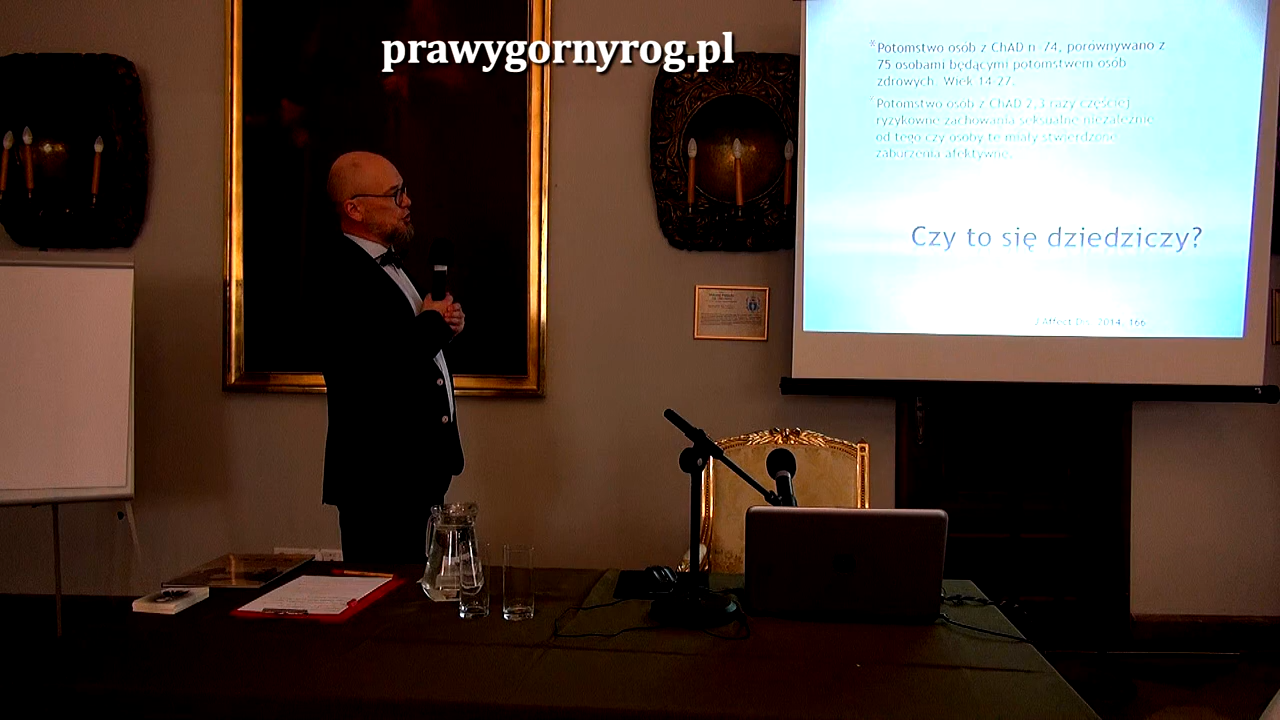 prawygornyrog.pl
* Potomstwo osób z ChAD n 74, porównywano z
75 osobami będącymi potomstwem osób
zdrowych. Wiek 14-27.
* Potomstwo osób z ChAD 2,3 razy częściej
ryzykowne zachowania seksualne niezależnie
od tego czy osoby te miały stwierdzone
zaburzenia afektywne.
Czy to się dziedziczy?
J Affect Dis. 2014, 166